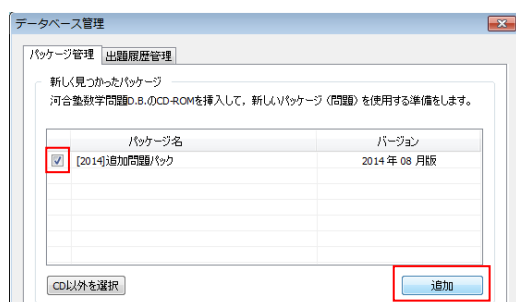 データベース管理
パッケージ管理 出題履歴管理
新しく見つかったパッケージ
河合塾数学問題D.B.のCD-ROMを挿入して，新しいパッケージ（問題）を使用する準備をします。
パッケージ名 バージョン
[2014]追加問題パック 2014 年 08 月版
CD以外を選択 追加